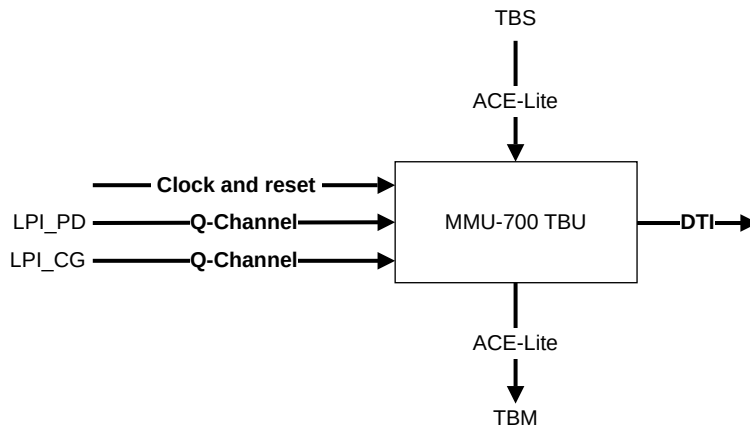 TBS
ACE-Lite
Clock and reset
LPI_PD Q-Channel MMU-700 TBU DTI
LPI_CG Q-Channel
ACE-Lite
TBM